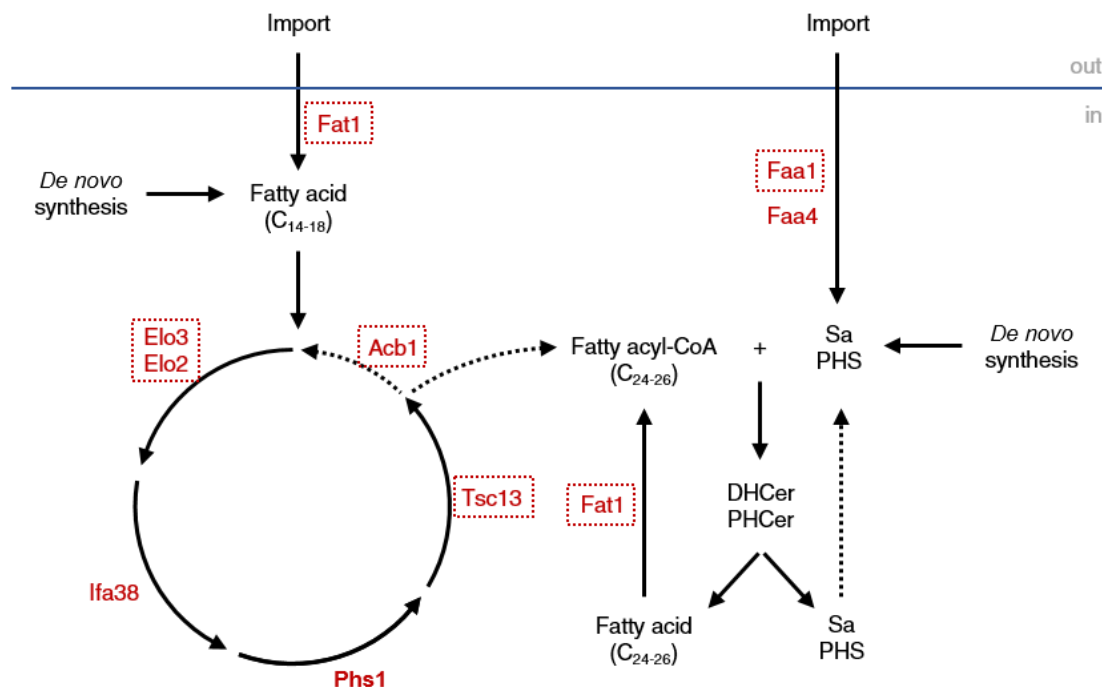 Import
Import
out
in
Fat1
De novo
synthesis
Fatty acid
(C14-18)
Faa1
Faa4
Elo3
Elo2
Acb1
Fatty acyl-CoA
(C24-26)
+
Sa
PHS
De novo
synthesis
Tsc13
Fat1
DHCer
PHCer
Ifa38
Phs1
Fatty acid
(C24-26)
Sa
PHS